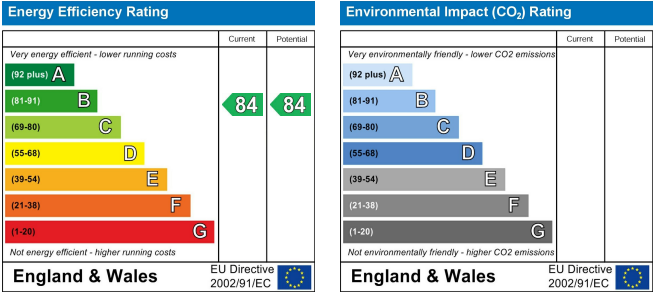 Energy Efficiency Rating
Current Potential
Very energy efficient - lower running costs
(92 plus) A
(81-91) B
84 84
(69-80) C
(55-68) D
(39-54) E
(21-38) F
(1-20) G
Not energy efficient - higher running costs
England & Wales
EU Directive
2002/91/EC
Environmental Impact (CO₂) Rating
Current Potential
Very environmentally friendly - lower CO2 emissions
(92 plus) A
(81-91) B
(69-80) C
(55-68) D
(39-54) E
(21-38) F
(1-20) G
Not environmentally friendly - higher CO2 emissions
England & Wales
EU Directive
2002/91/EC